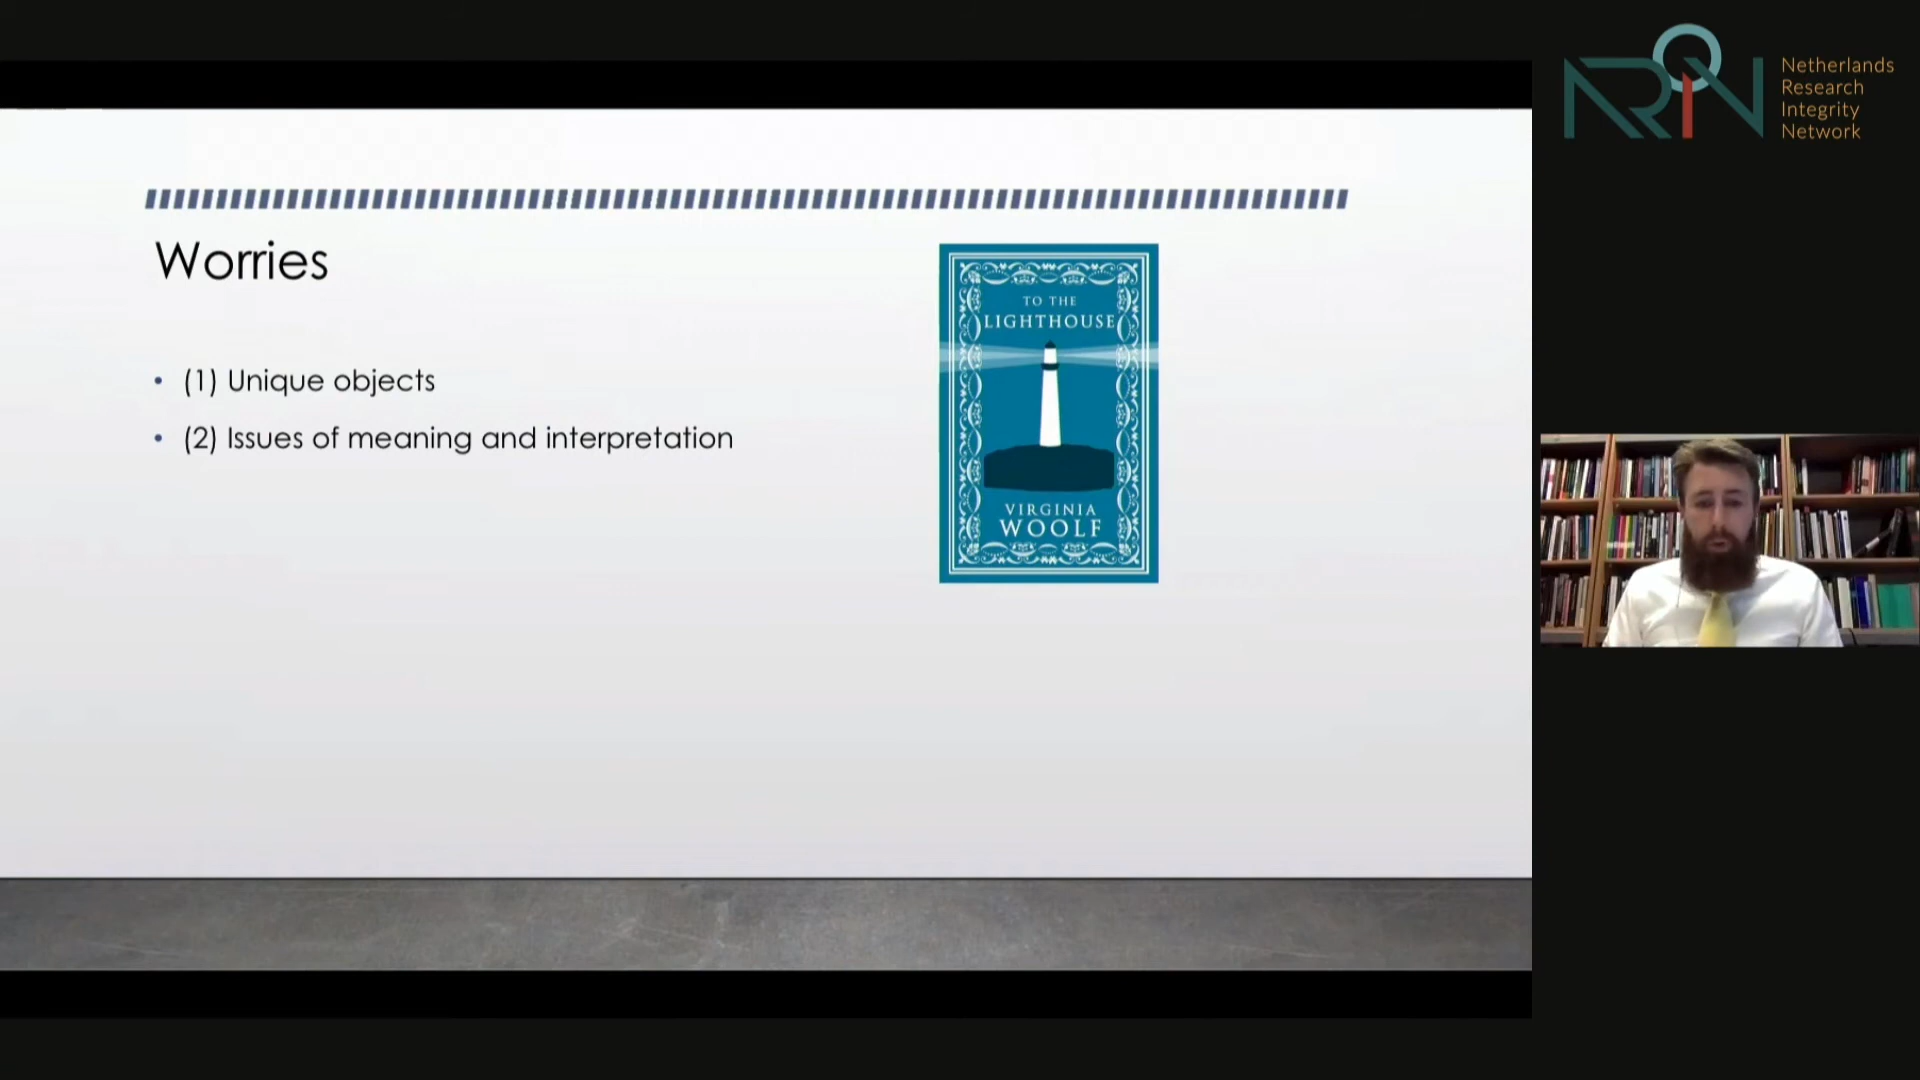 Worries
• (1) Unique objects
• (2) Issues of meaning and interpretation
TO THE
LIGHTHOUSE
VIRGINIA
WOOLF
NRIN
Netherlands
Research
Integrity
Network